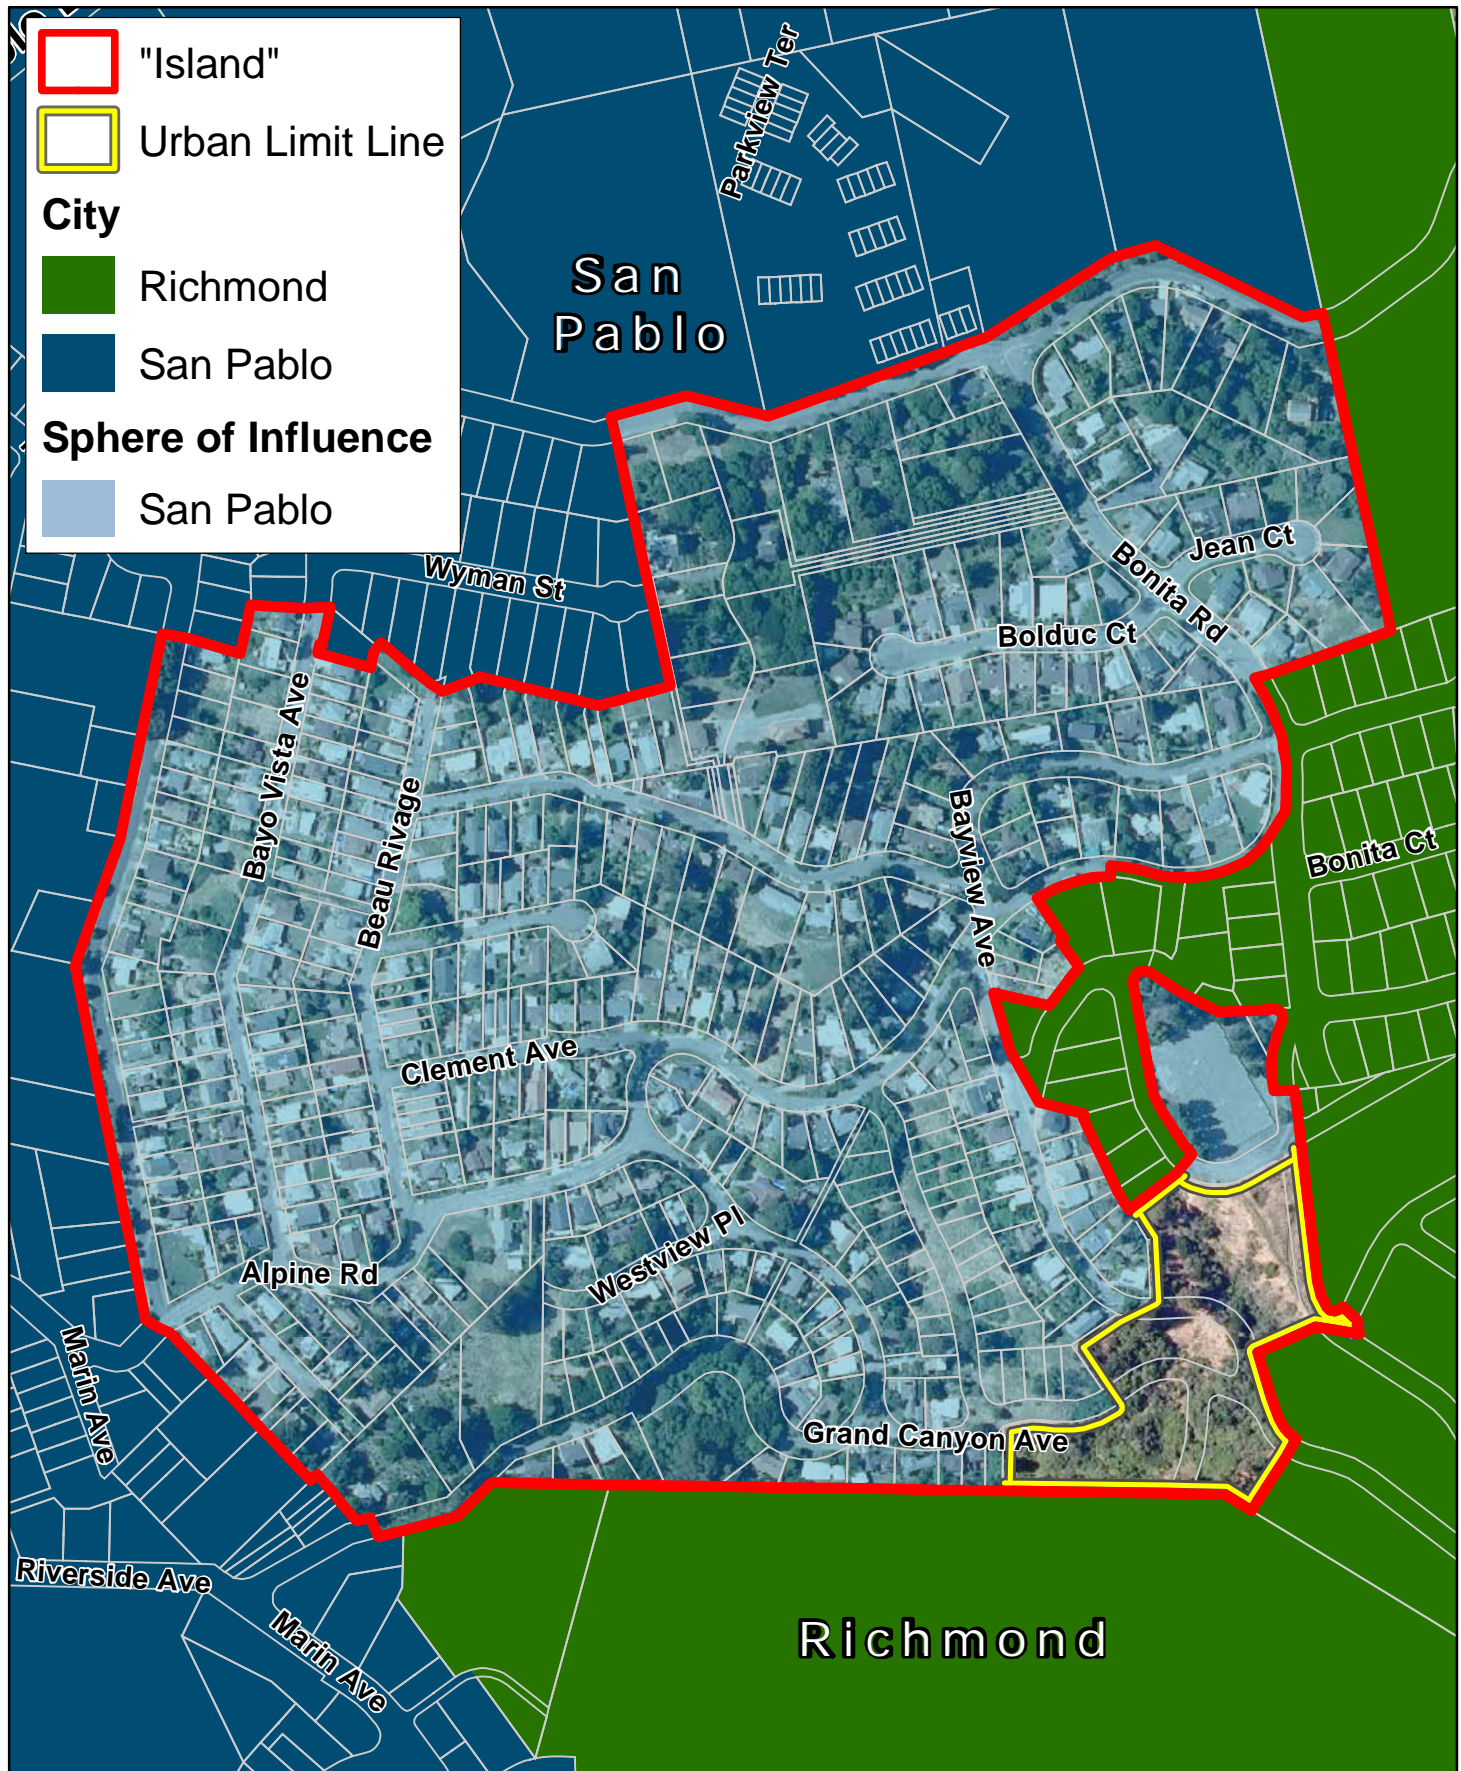 "Island"
Urban Limit Line
City
Richmond
San Pablo
Sphere of Influence
San Pablo
Parkview Ter
San
Pablo
Wyman St
Jean Ct
Bonita Rd
Bolduc Ct
Bayo Vista Ave
Beau Rivage
Bayview Ave
Bonita Ct
Clement Ave
Westview Pl
Alpine Rd
Marin Ave
Grand Canyon Ave
Riverside Ave
Marin Ave
Richmond